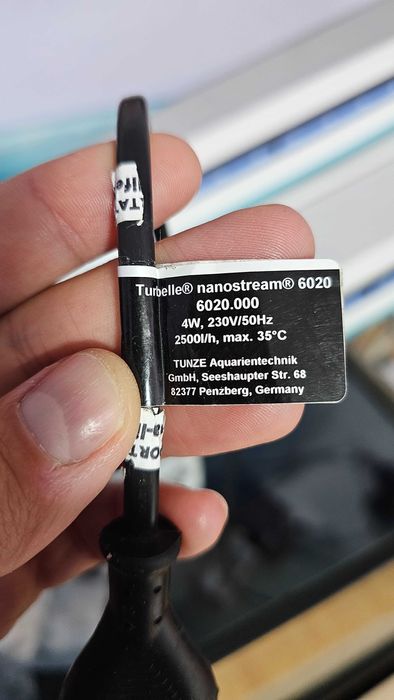 Turbelle® nanostream® 6020
6020.000
4W, 230V/50Hz
2500l/h, max. 35°C
TUNZE Aquarientechnik
GmbH, Seeshaupter Str. 68
82377 Penzberg, Germany